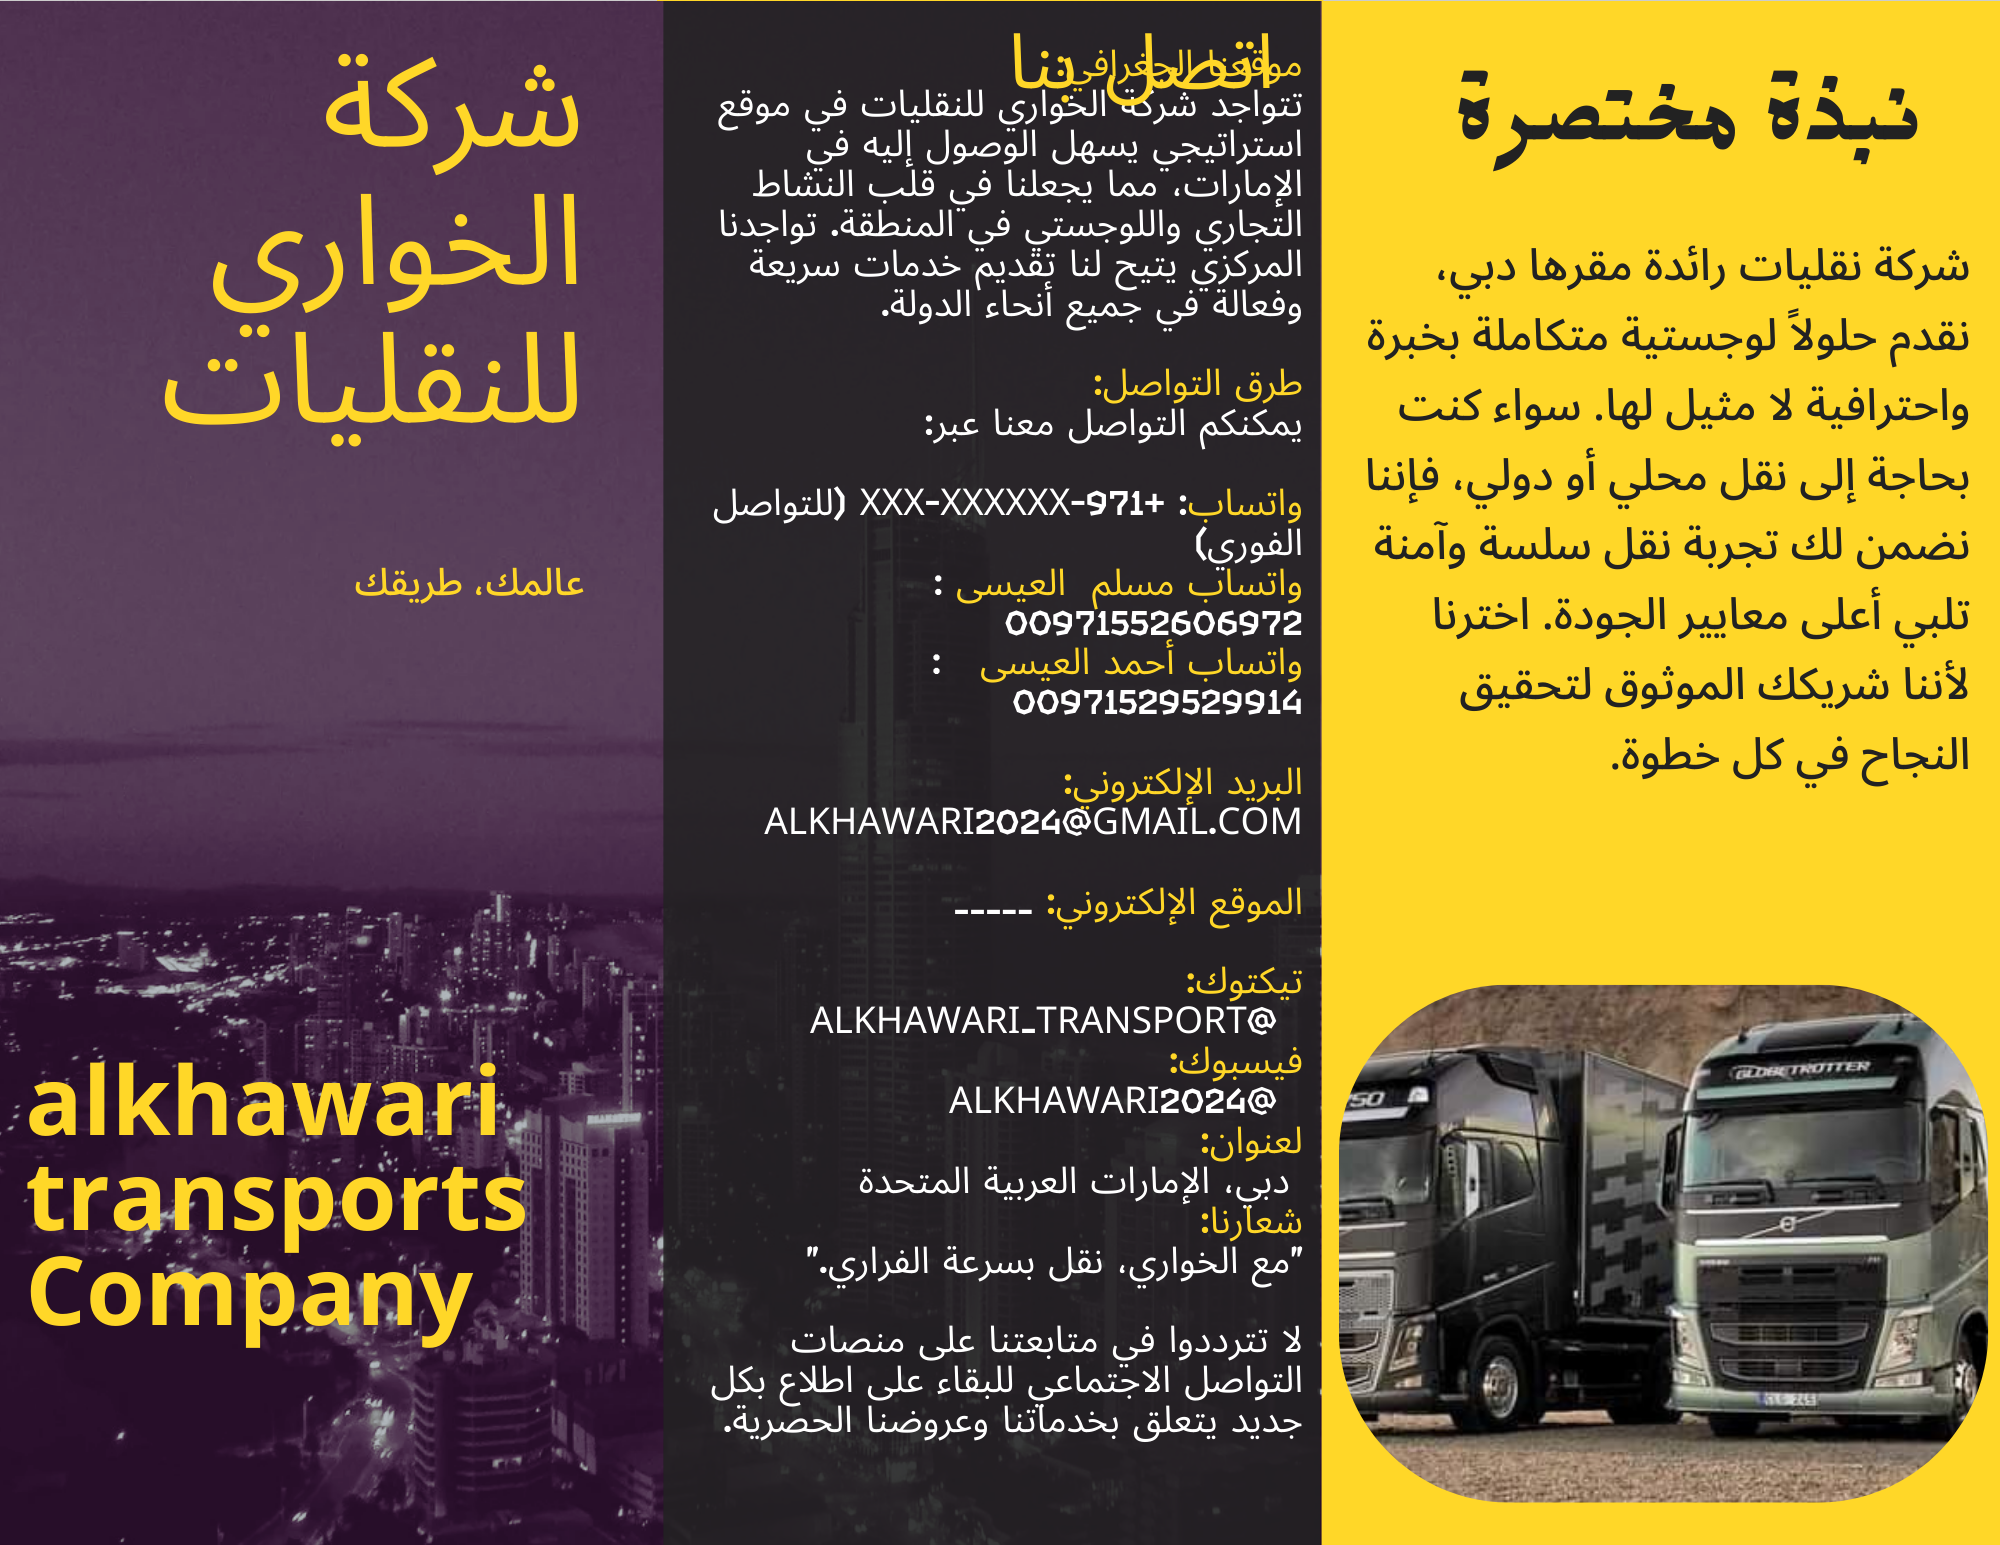 شركة
الخواري
للنقليات
عالمك، طريقك
alkhawari
transports
Company
اتصل بنا
موقعنا الجغرافي:
تتواجد شركة الخواري للنقليات في موقع
استراتيجي يسهل الوصول إليه في
الإمارات، مما يجعلنا في قلب النشاط
التجاري واللوجستي في المنطقة. تواجدنا
المركزي يتيح لنا تقديم خدمات سريعة
وفعالة في جميع أنحاء الدولة.
طرق التواصل:
يمكنكم التواصل معنا عبر:
واتساب: +971-XXX-XXXXXX (للتواصل
الفوري)
واتساب مسلم العيسى :
00971552606972
واتساب أحمد العيسى :
00971529529914
البريد الإلكتروني:
ALKHAWARI2024@GMAIL.COM
الموقع الإلكتروني: -----
تيكتوك:
@ALKHAWARI_TRANSPORT
فيسبوك:
@ALKHAWARI2024
لعنوان:
دبي، الإمارات العربية المتحدة
شعارنا:
"مع الخواري، نقل بسرعة الفراري."
لا تترددوا في متابعتنا على منصات
التواصل الاجتماعي للبقاء على اطلاع بكل
جديد يتعلق بخدماتنا وعروضنا الحصرية.
نبذة مختصرة
شركة نقليات رائدة مقرها دبي،
نقدم حلولاً لوجستية متكاملة بخبرة
واحترافية لا مثيل لها. سواء كنت
بحاجة إلى نقل محلي أو دولي، فإننا
نضمن لك تجربة نقل سلسة وآمنة
تلبي أعلى معايير الجودة. اخترنا
لأننا شريكك الموثوق لتحقيق
النجاح في كل خطوة.
GLOBETROTTER